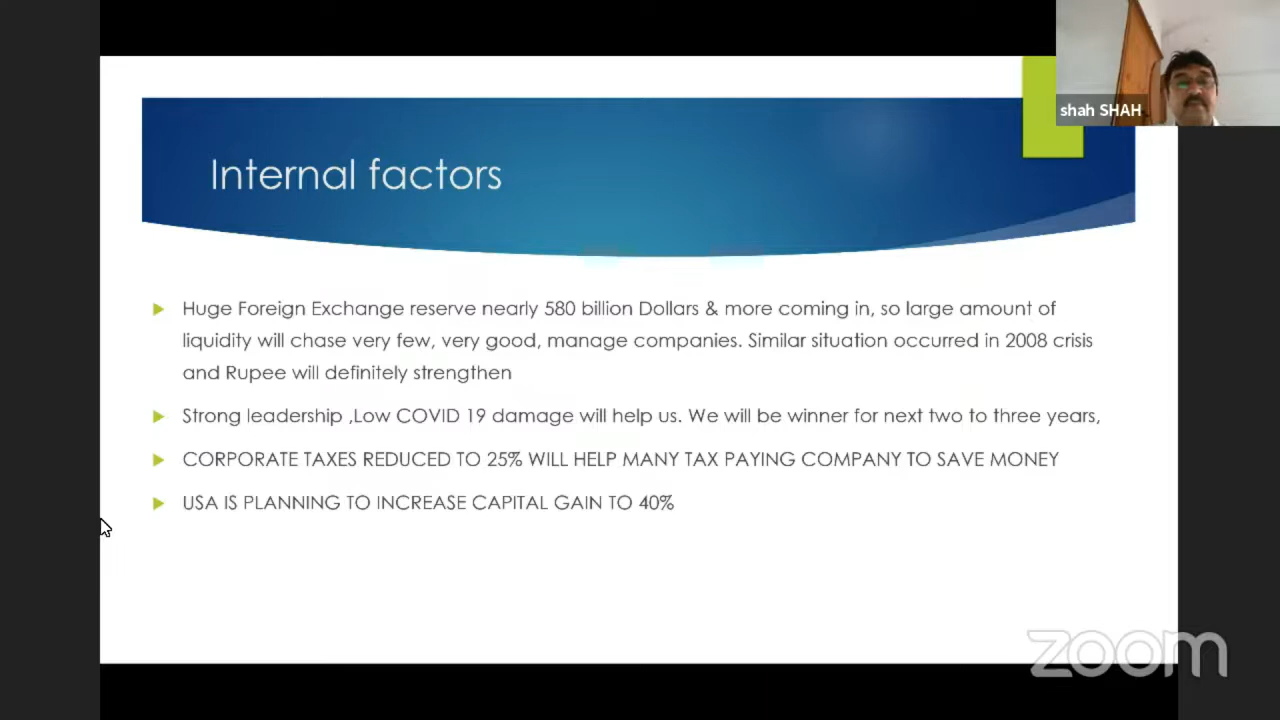 shah SHAH
Internal factors
Huge Foreign Exchange reserve nearly 580 billion Dollars & more coming in, so large amount of
liquidity will chase very few, very good, manage companies. Similar situation occurred in 2008 crisis
and Rupee will definitely strengthen
Strong leadership ,Low COVID 19 damage will help us. We will be winner for next two to three years,
CORPORATE TAXES REDUCED TO 25% WILL HELP MANY TAX PAYING COMPANY TO SAVE MONEY
USA IS PLANNING TO INCREASE CAPITAL GAIN TO 40%
zoom